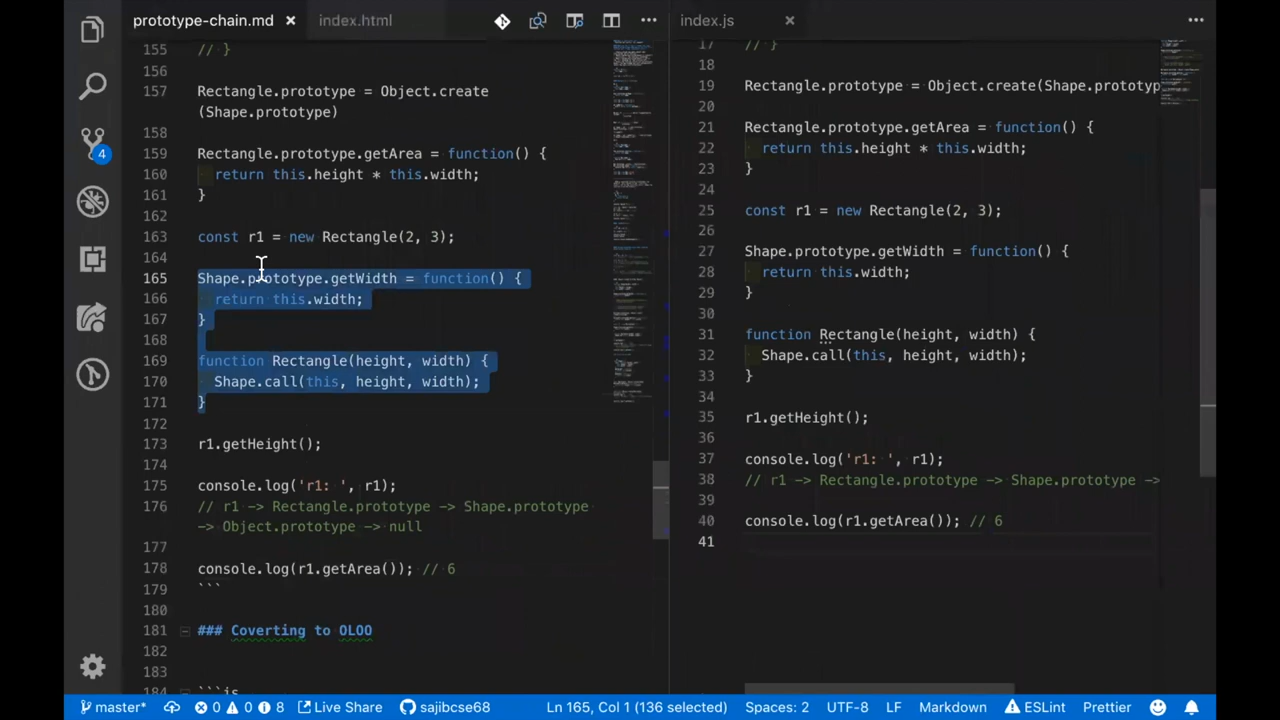 prototype-chain.md
index.html
index.js
155 // }
156
157 Rectangle.prototype = Object.create
(Shape.prototype)
158
159 Rectangle.prototype.getArea = function() {
160 return this.height * this.width;
161 }
162
163 const r1 = new Rectangle(2, 3);
164
165 Shape.prototype.getWidth = function() {
166 return this.width;
167 }
168
169 function Rectangle(height, width) {
170 Shape.call(this, height, width);
171 }
172
173 r1.getHeight();
174
175 console.log('r1: ', r1);
176 // r1 -> Rectangle.prototype -> Shape.prototype
-> Object.prototype -> null
177
178 console.log(r1.getArea()); // 6
179 ```
180
181 ### Coverting to OLOO
182
183
184 ```js
17 // }
18
19 Rectangle.prototype = Object.create(Shape.prototyp
20
21 Rectangle.prototype.getArea = function() {
22 return this.height * this.width;
23 }
24
25 const r1 = new Rectangle(2, 3);
26
27 Shape.prototype.getWidth = function() {
28 return this.width;
29 }
30
31 function Rectangle(height, width) {
32 Shape.call(this, height, width);
33 }
34
35 r1.getHeight();
36
37 console.log('r1: ', r1);
38 // r1 -> Rectangle.prototype -> Shape.prototype ->
39
40 console.log(r1.getArea()); // 6
41
4
master* 0 0 8 Live Share sajibcse68 Ln 165, Col 1 (136 selected) Spaces: 2 UTF-8 LF Markdown ESLint Prettier